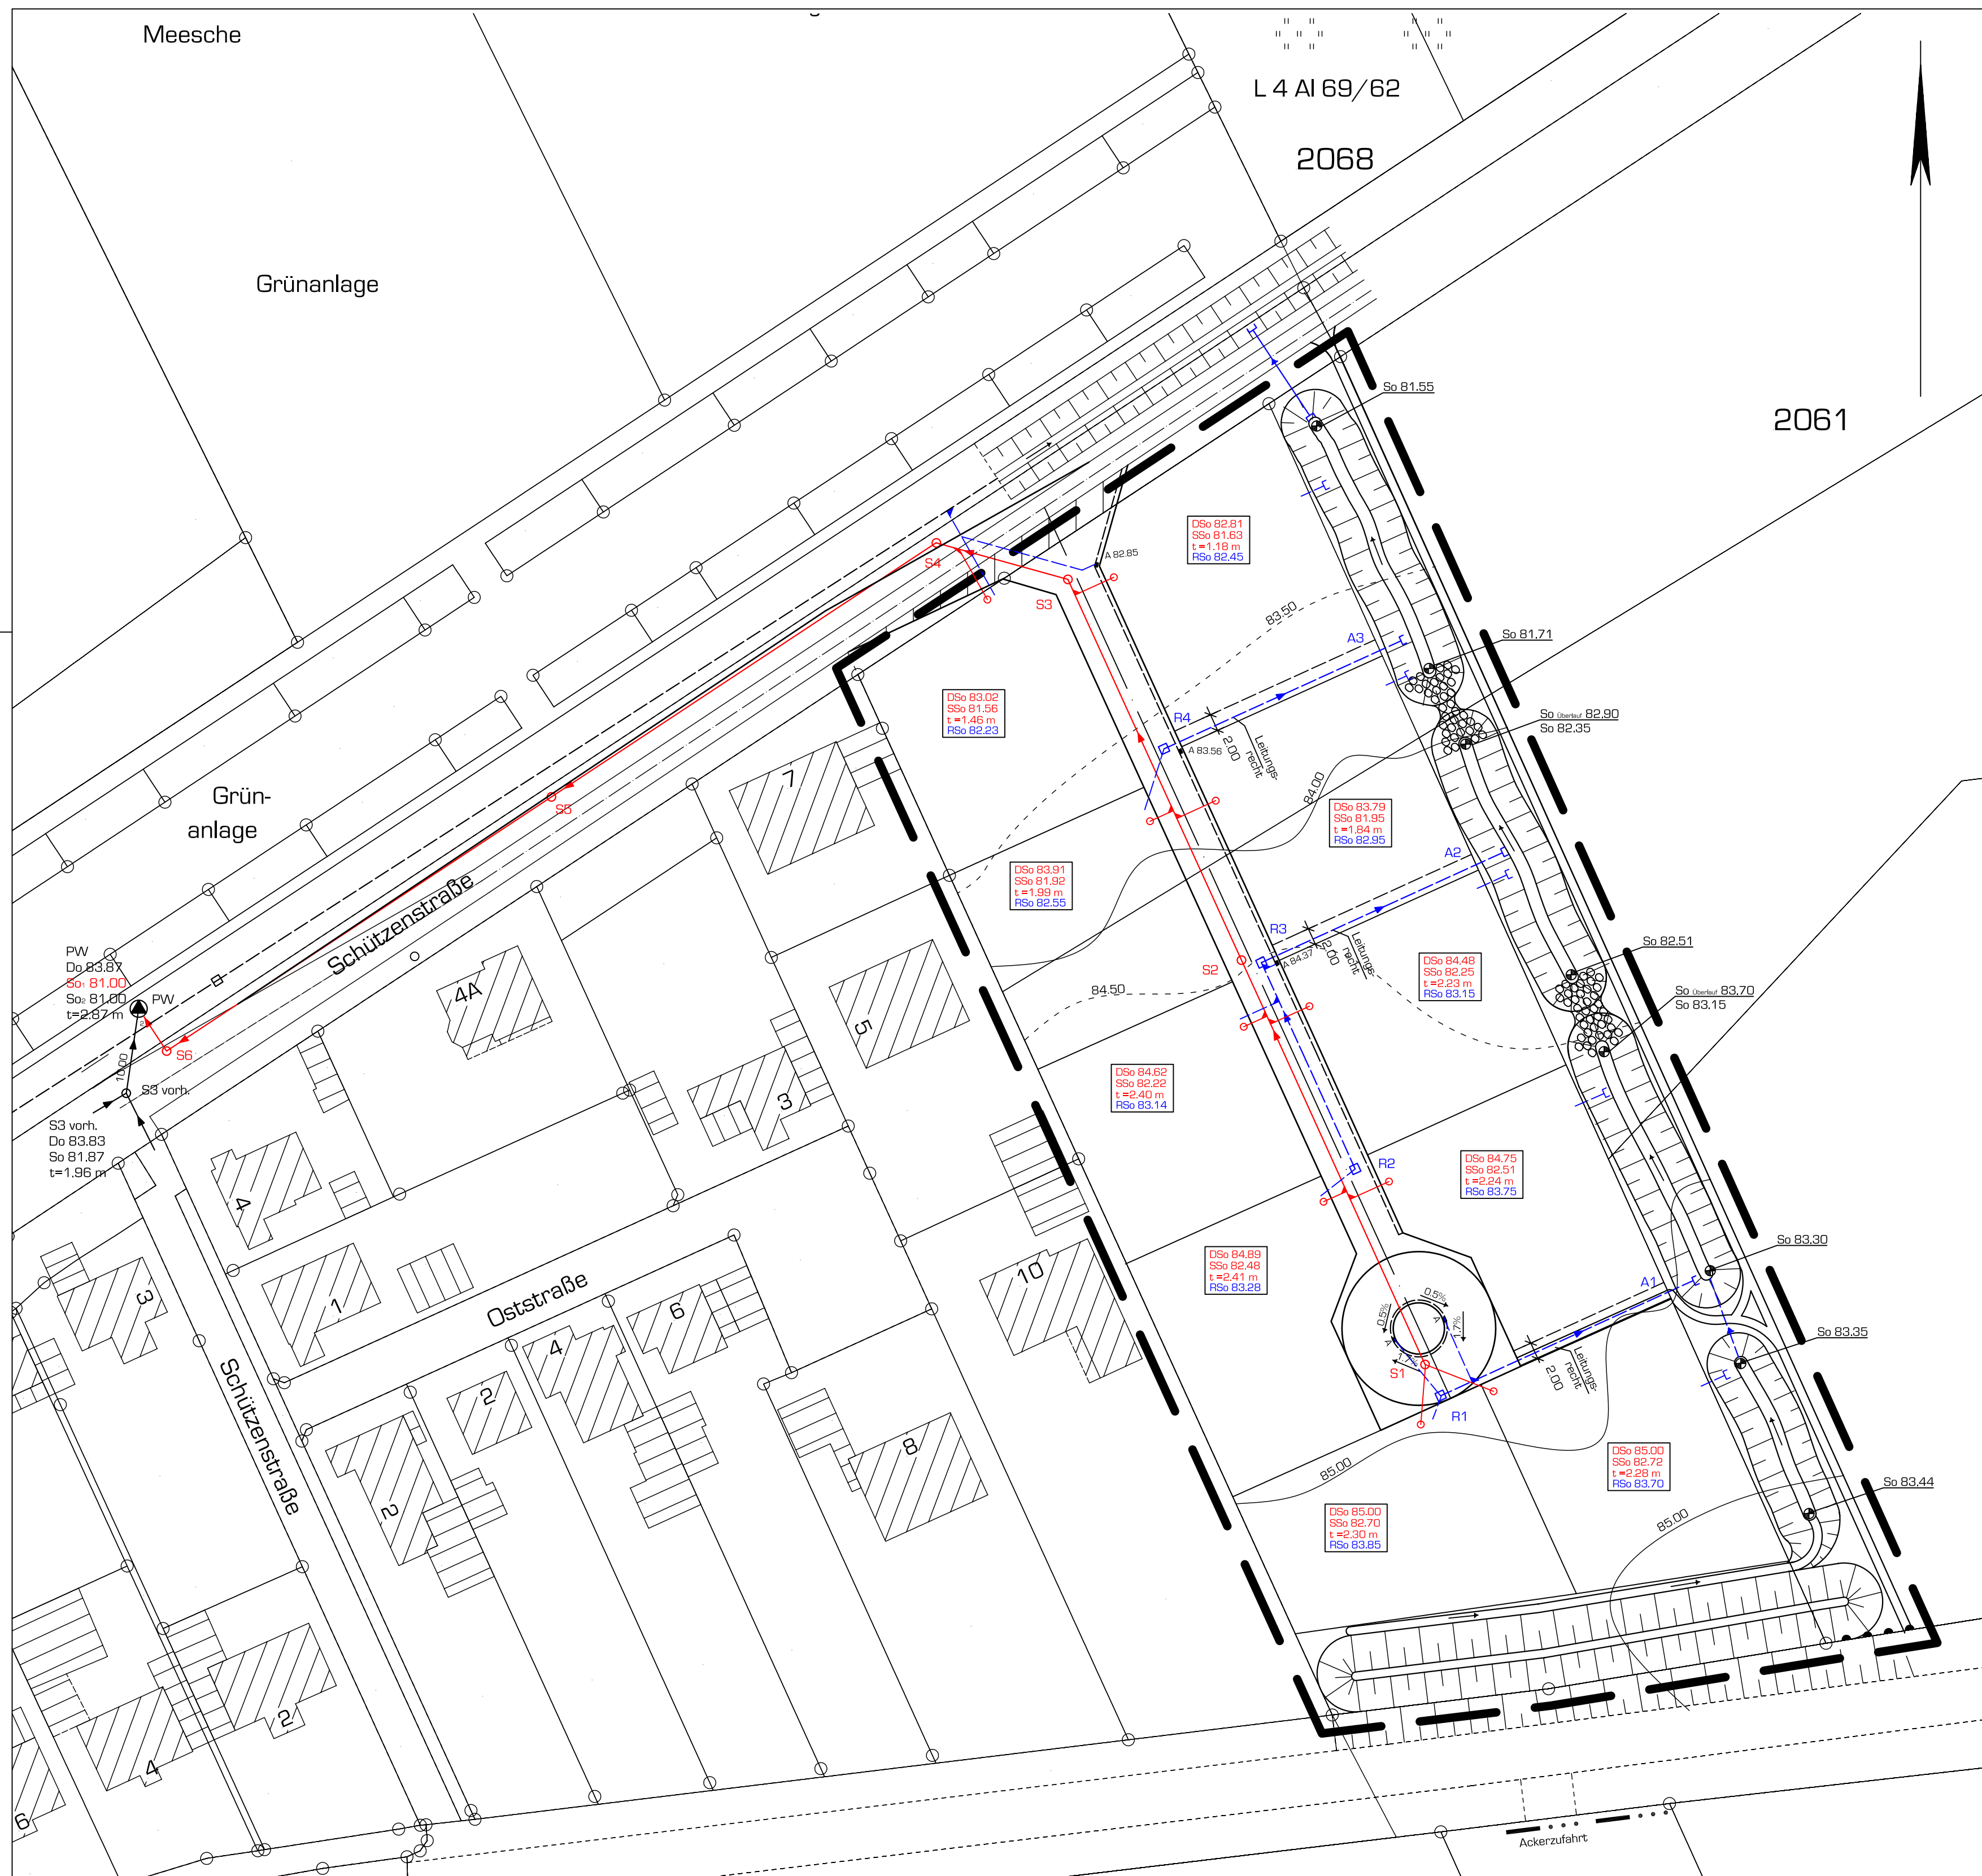 Meesche
L 4 Al 69/62
2068
Grünanlage
2061
So 81.55
DSo 82.81
SSo 81.63
t =1.18 m
RSo 82.45
A 82.85
S4
S3
83.50
A3
So 81.71
DSo 83.02
SSo 81.56
t =1.46 m
RSo 82.23
R4
A 83.56
2.00
Leitungs-
recht
So Überlauf 82.90
So 82.35
Grün-
anlage
S5
7
84.00
DSo 83.79
SSo 81.95
t =1.84 m
RSo 82.95
A2
DSo 83.91
SSo 81.92
t =1.99 m
RSo 82.55
Schützenstraße
R3
A 84.37
2.00
Leitungs-
recht
So 82.51
PW
Do 83.87
So1 81.00
So2 81.00
t=2.87 m
PW
S2
84.50
DSo 84.48
SSo 82.25
t =2.23 m
RSo 83.15
So Überlauf 83.70
So 83.15
4A
5
S6
10.00
S3 vorh.
S3 vorh.
Do 83.83
So 81.87
t=1.96 m
DSo 84.62
SSo 82.22
t =2.40 m
RSo 83.14
3
R2
DSo 84.75
SSo 82.51
t =2.24 m
RSo 83.75
4
So 83.30
DSo 84.89
SSo 82.48
t =2.41 m
RSo 83.28
10
A1
3
1
Oststraße
6
4
0.5%
0.5%
1.7%
A
A
S1
R1
2.00
Leitungs-
recht
So 83.35
Schützenstraße
2
2
8
85.00
DSo 85.00
SSo 82.72
t =2.28 m
RSo 83.70
So 83.44
DSo 85.00
SSo 82.70
t =2.30 m
RSo 83.85
85.00
2
4
6
Ackerzufahrt